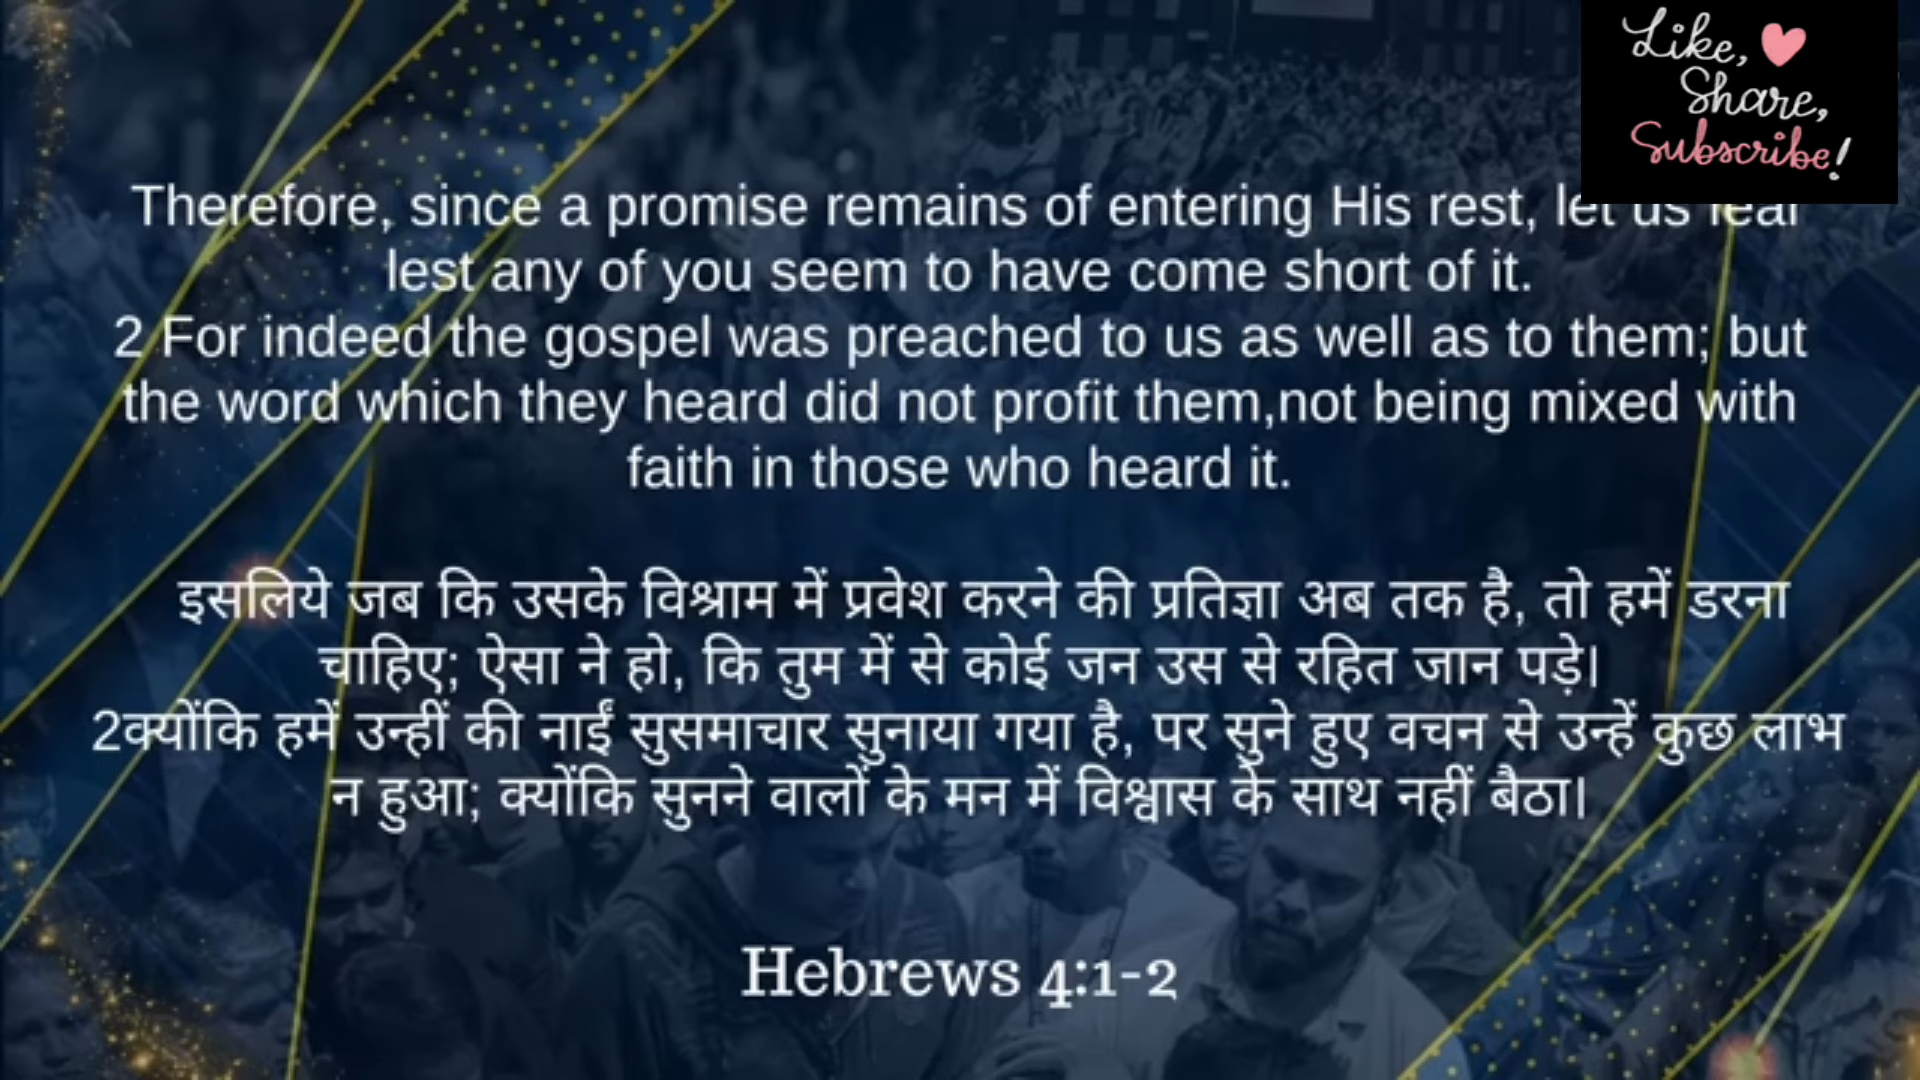 Like,
Share,
Subscribe!
Therefore, since a promise remains of entering His rest, let us fear
lest any of you seem to have come short of it.
2 For indeed the gospel was preached to us as well as to them; but
the word which they heard did not profit them,not being mixed with
faith in those who heard it.
इसलिये जब कि उसके विश्राम में प्रवेश करने की प्रतिज्ञा अब तक है, तो हमें डरना
चाहिए; ऐसा ने हो, कि तुम में से कोई जन उस से रहित जान पड़े।
2क्योंकि हमें उन्हीं की नाईं सुसमाचार सुनाया गया है, पर सुने हुए वचन से उन्हें कुछ लाभ
न हुआ; क्योंकि सुनने वालों के मन में विश्वास के साथ नहीं बैठा।
Hebrews 4:1-2